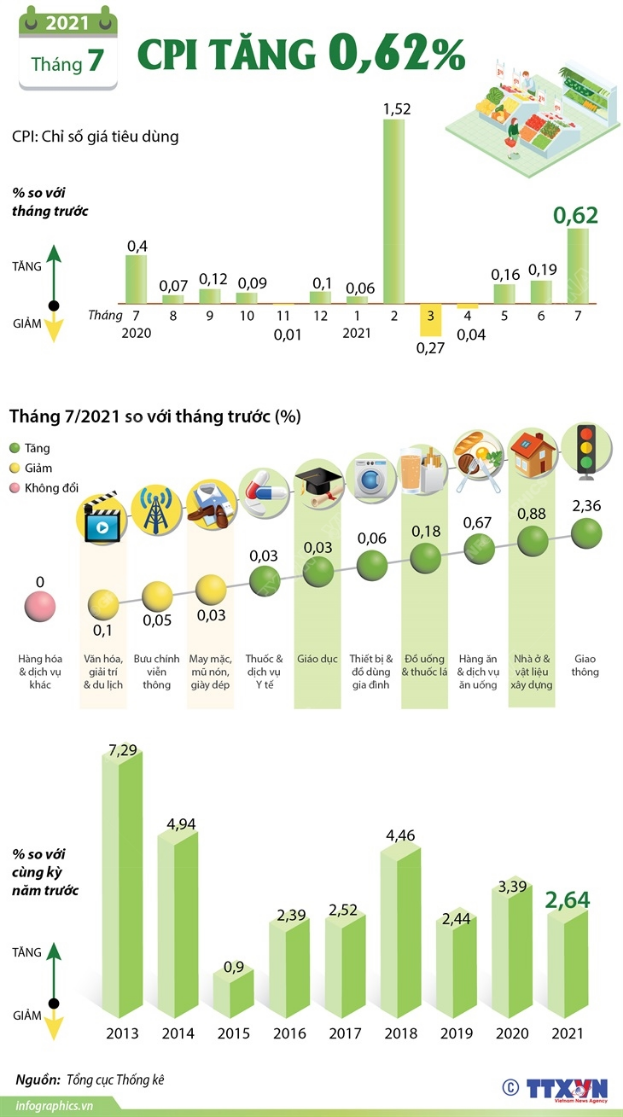 2021
Tháng 7
CPI TĂNG 0,62%
CPI: Chỉ số giá tiêu dùng
% so với
tháng trước
TĂNG
GIẢM
0,4
0,07
0,12
0,09
0,01
0,1
0,06
1,52
0,27
0,04
0,16
0,19
0,62
Tháng 7 8 9 10 11 12 1 2 3 4 5 6 7
2020 2021
Tháng 7/2021 so với tháng trước (%)
Tăng
Giảm
Không đổi
0
0,1
0,05
0,03
0,03
0,03
0,06
0,18
0,67
0,88
2,36
Hàng hóa
& dịch vụ
khác
Văn hóa,
giải trí
& du lịch
Bưu chính
viễn
thông
May mặc,
mũ nón,
giày dép
Thuốc &
dịch vụ
Y tế
Giáo dục
Thiết bị &
đồ dùng
gia đình
Đồ uống
& thuốc lá
Hàng ăn
& dịch vụ
ăn uống
Nhà ở &
vật liệu
xây dựng
Giao
thông
% so với
cùng kỳ
năm trước
TĂNG
GIẢM
7,29
4,94
0,9
2,39
2,52
4,46
2,44
3,39
2,64
2013 2014 2015 2016 2017 2018 2019 2020 2021
Nguồn: Tổng cục Thống kê
infographics.vn
© TTXVN
Vietnam News Agency